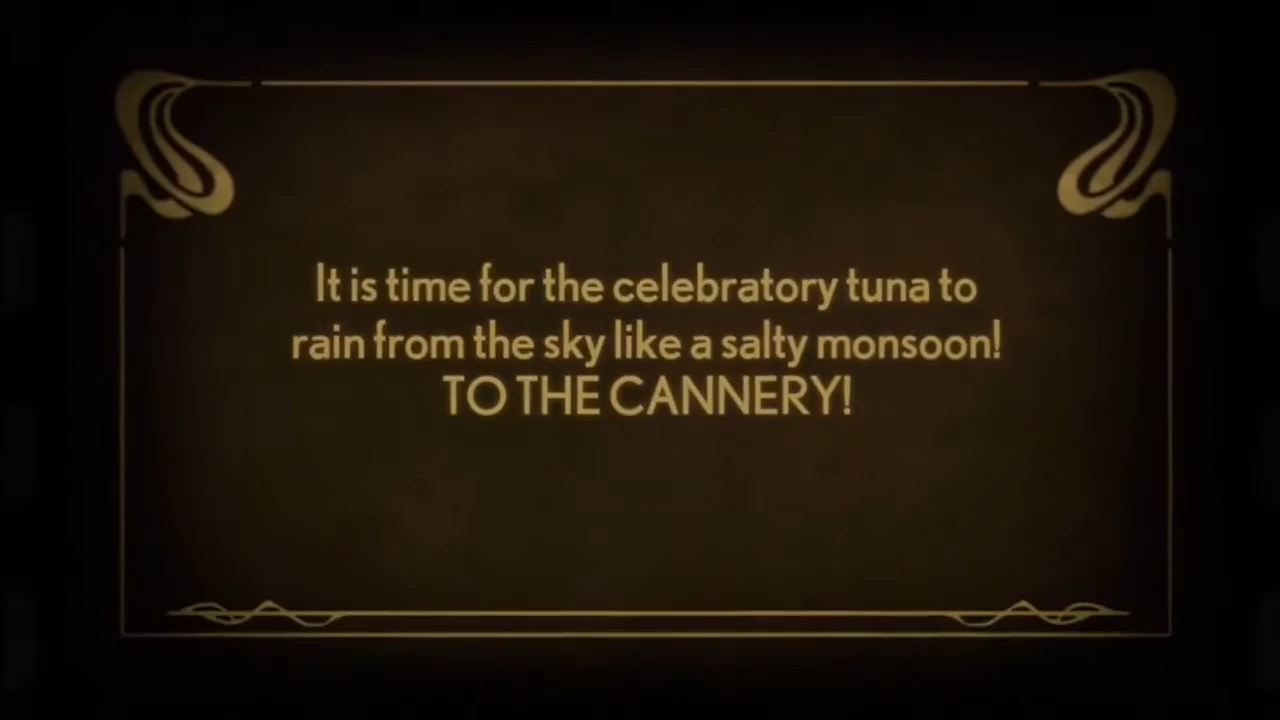 It is time for the celebratory tuna to
rain from the sky like a salty monsoon!
TO THE CANNERY!